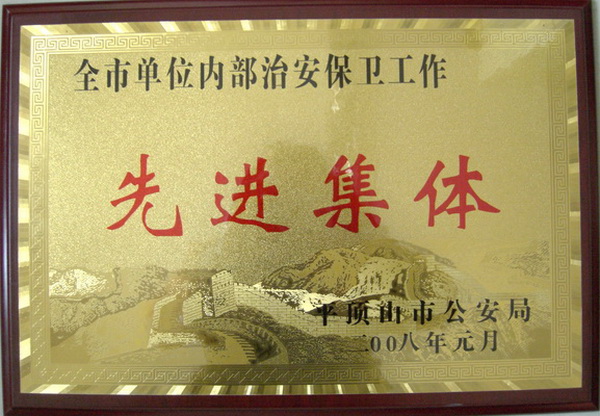 全市单位内部治安保卫工作
先进集体
平顶山市公安局
二00八年元月